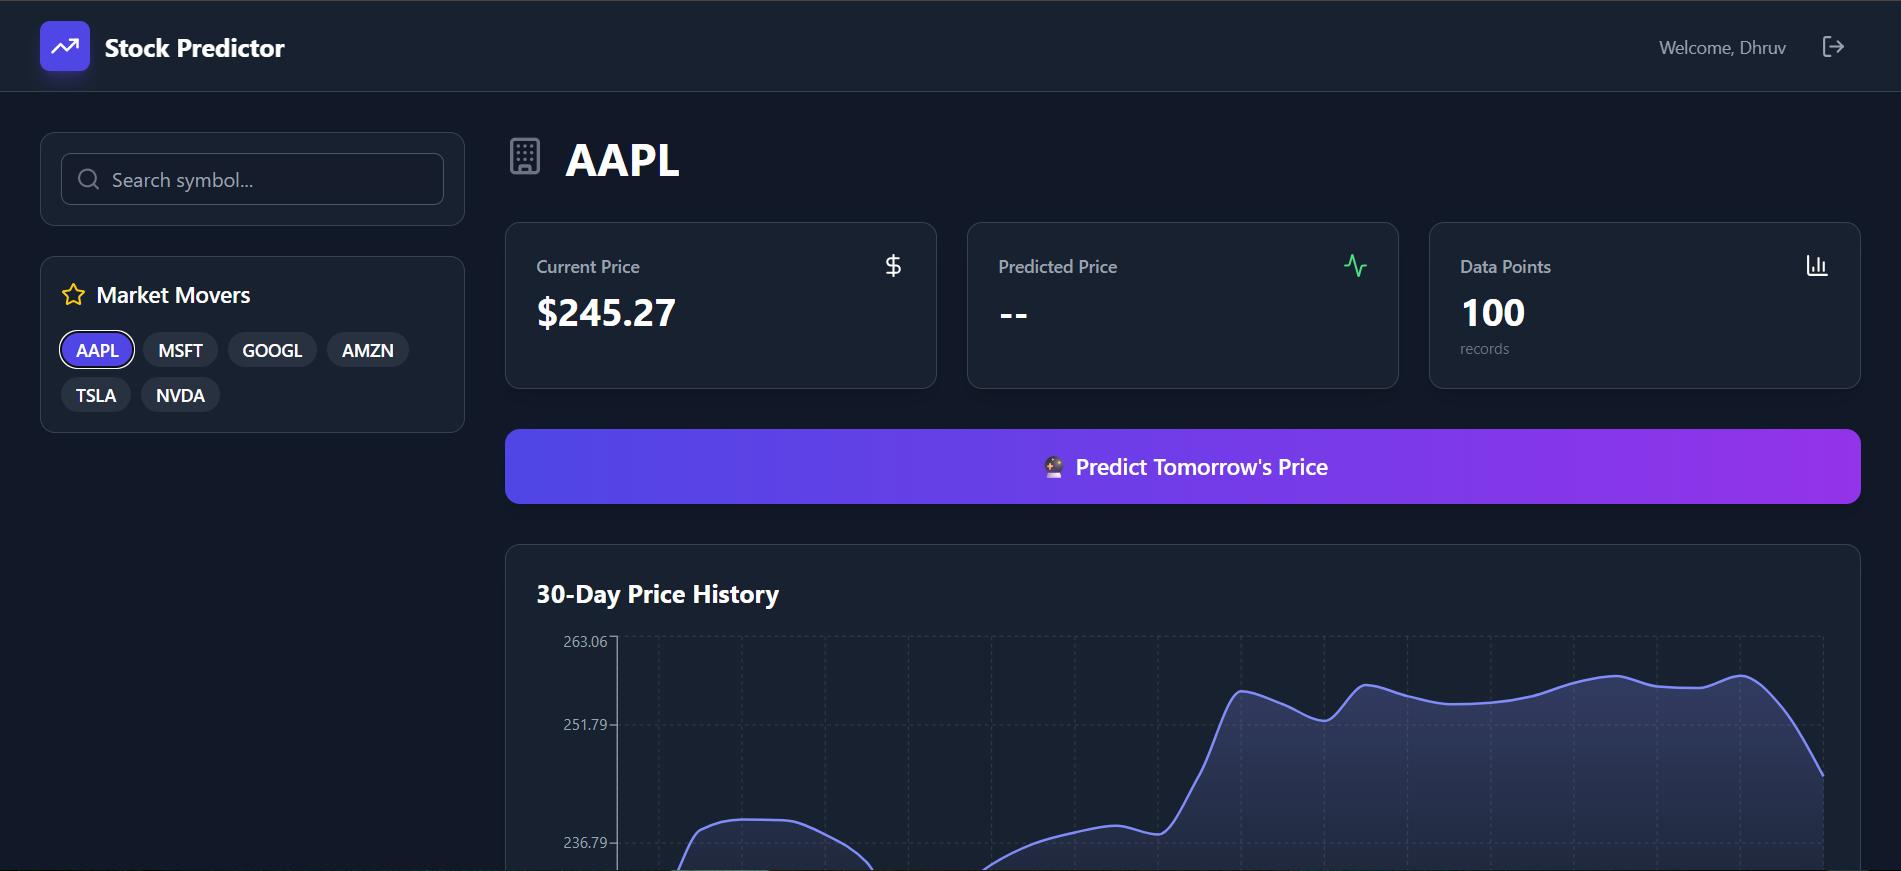 Stock Predictor
Welcome, Dhruv
Search symbol...
Market Movers
AAPL MSFT GOOGL AMZN
TSLA NVDA
AAPL
Current Price
$245.27
Predicted Price
--
Data Points
100
records
Predict Tomorrow's Price
30-Day Price History
263.06
251.79
236.79